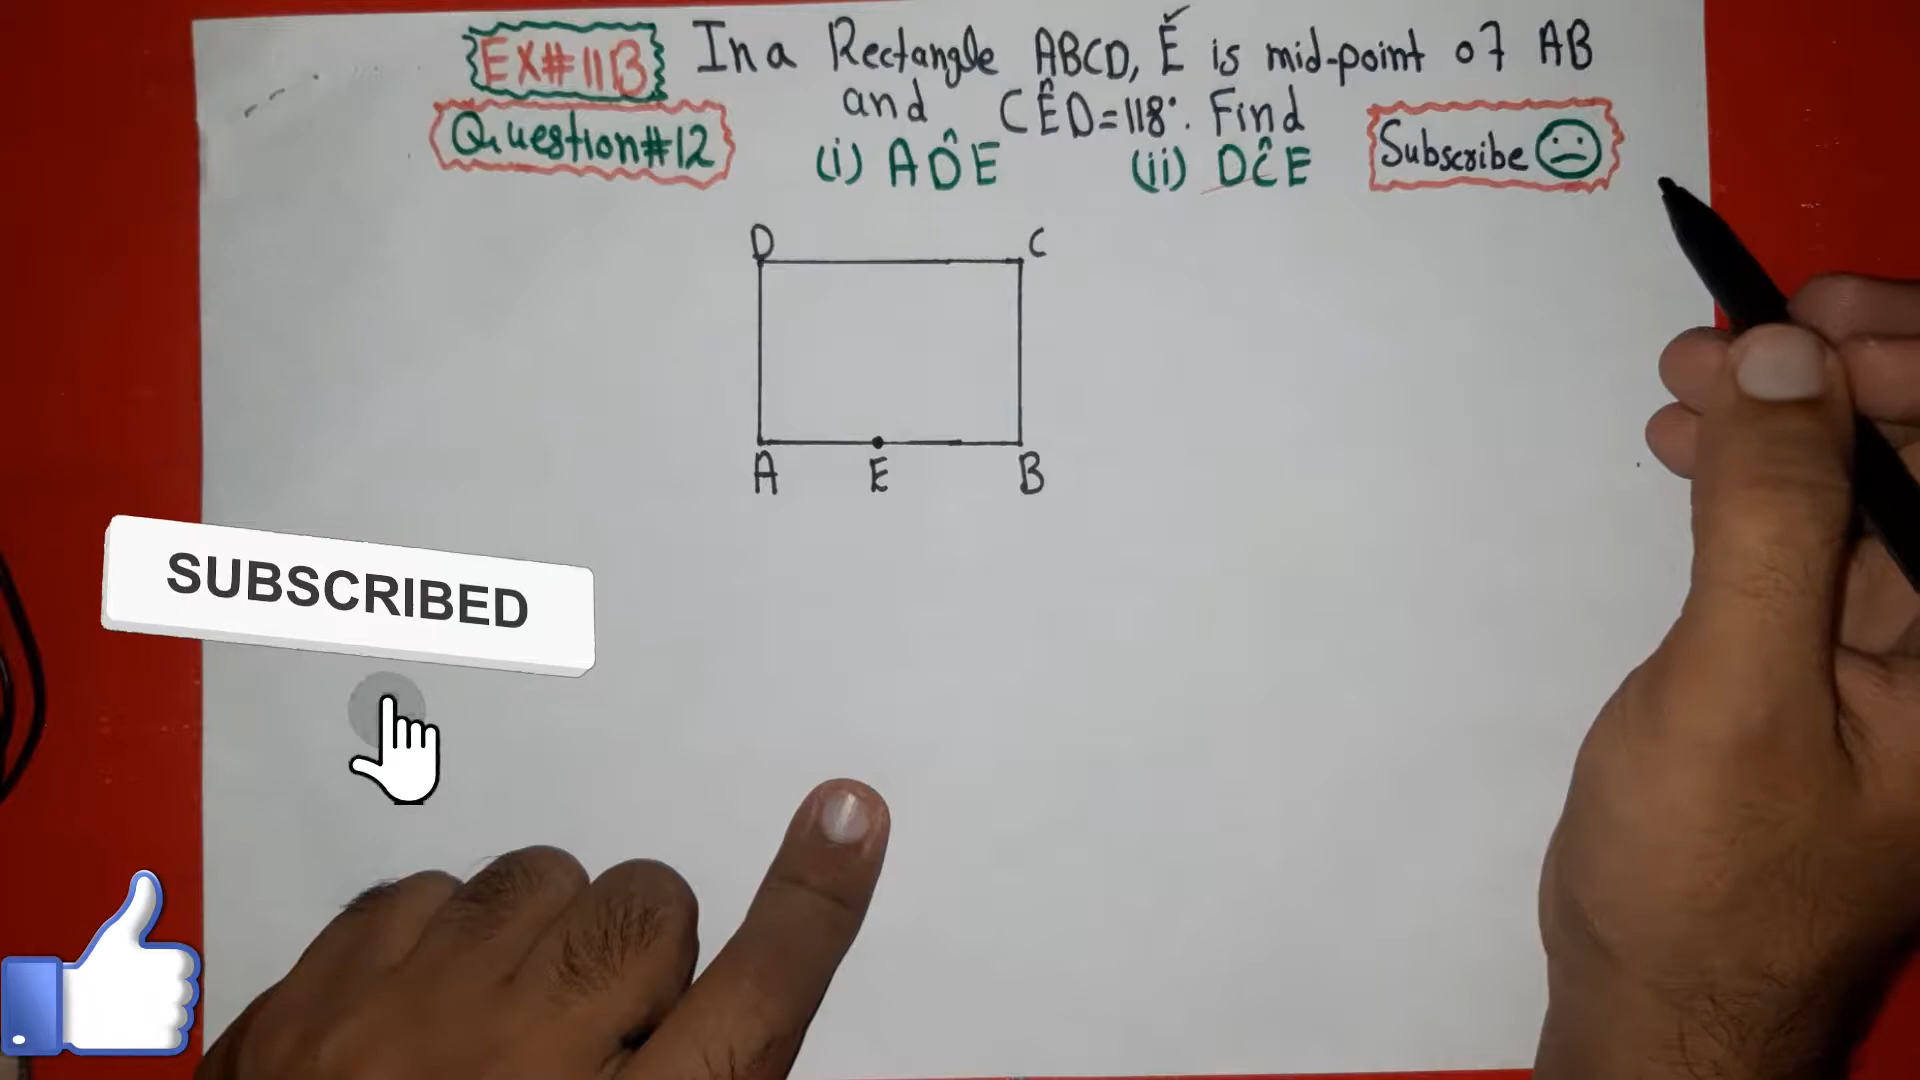 EX#11B
In a Rectangle ABCD, E is mid-point of AB
and CÊD=118°. Find
Question#12
(i) AD̂E (ii) DĈE
Subscribe
D C
A E B
SUBSCRIBED